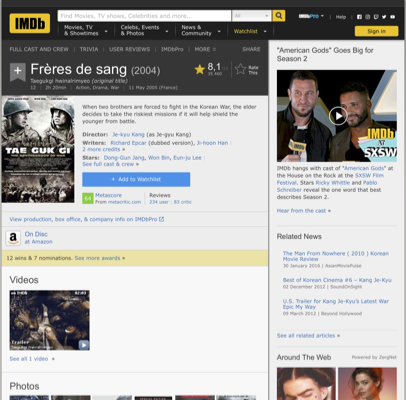 IMDb
Find Movies, TV shows, Celebrities and more...
All
IMDbPro
Help
Movies, TV & Showtimes
Celebs, Events & Photos
News & Community
Watchlist
Sign in
FULL CAST AND CREW | TRIVIA | USER REVIEWS | IMDbPro | MORE
SHARE
Frères de sang (2004)
Taegukgi hwinalrimyeo (original title)
12 | 2h 20min | Action, Drama, War | 11 May 2005 (France)
8,1
Rate This
TAE GUK GI
When two brothers are forced to fight in the Korean War, the elder decides to take the riskiest missions if it will help shield the younger from battle.
Director: Je-kyu Kang (as Je-gyu Kang)
Writers: Richard Epcar (dubbed version), Ji-hoon Han |
2 more credits »
Stars: Dong-Gun Jang, Won Bin, Eun-ju Lee |
See full cast & crew »
+ Add to Watchlist
Metascore
From metacritic.com
Reviews
234 user | 83 critic
View production, box office, & company info on IMDbPro
On Disc
at Amazon
12 wins & 7 nominations. See more awards »
Videos
Trailer
See all 1 video »
Photos
"American Gods" Goes Big for Season 2
IMDb
at
SXSW
IMDb hangs with cast of "American Gods" at the House on the Rock at the SXSW Film Festival. Stars Ricky Whittle and Pablo Schreiber reveal the one word that best describes Season 2.
Hear from the cast »
Related News
The Man From Nowhere ( 2010 ) Korean Movie Review
30 January 2016 | AsianMoviePulse
Best of Korean Cinema #6 – Kang Je-Kyu
02 December 2012 | SoundOnSight
U.S. Trailer for Kang Je-Kyu's Latest War Epic My Way
09 March 2012 | Beyond Hollywood
See all related articles »
Around The Web
Powered by ZergNet